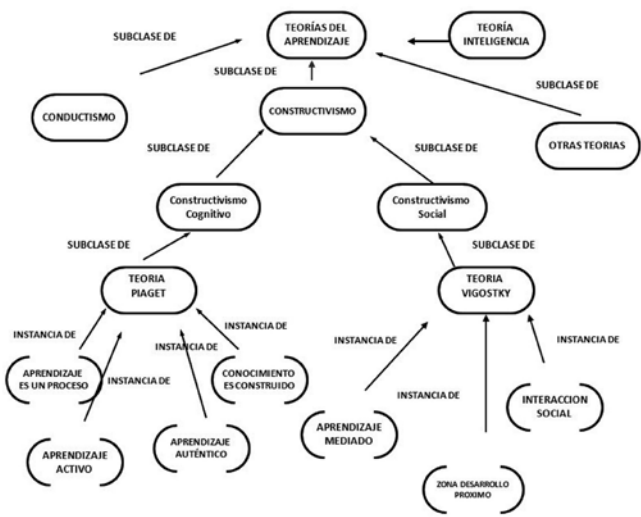 TEORÍAS DEL
APRENDIZAJE
TEORÍA
INTELIGENCIA
SUBCLASE DE
SUBCLASE DE
SUBCLASE DE
CONDUCTISMO
CONSTRUCTIVISMO
OTRAS TEORIAS
SUBCLASE DE
SUBCLASE DE
Constructivismo
Cognitivo
Constructivismo
Social
SUBCLASE DE
SUBCLASE DE
TEORIA
PIAGET
TEORIA
VIGOSTKY
INSTANCIA DE
INSTANCIA DE
INSTANCIA DE
INSTANCIA DE
INSTANCIA DE
INSTANCIA DE
INSTANCIA DE
APRENDIZAJE
ES UN PROCESO
CONOCIMIENTO
ES CONSTRUIDO
INTERACCION
SOCIAL
APRENDIZAJE
ACTIVO
APRENDIZAJE
AUTÉNTICO
APRENDIZAJE
MEDIADO
ZONA DESARROLLO
PROXIMO